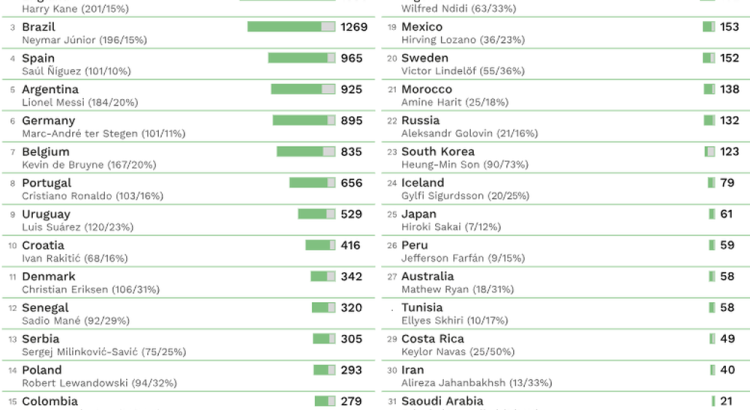 Harry Kane (201/15%)
3 Brazil 1269
Neymar Júnior (196/15%)
4 Spain 965
Saúl Ñíguez (101/10%)
5 Argentina 925
Lionel Messi (184/20%)
6 Germany 895
Marc-André ter Stegen (101/11%)
7 Belgium 835
Kevin de Bruyne (167/20%)
8 Portugal 656
Cristiano Ronaldo (103/16%)
9 Uruguay 529
Luis Suárez (120/23%)
10 Croatia 416
Ivan Rakitić (68/16%)
11 Denmark 342
Christian Eriksen (106/31%)
12 Senegal 320
Sadio Mané (92/29%)
13 Serbia 305
Sergej Milinković-Savić (75/25%)
14 Poland 293
Robert Lewandowski (94/32%)
15 Colombia 279
Wilfred Ndidi (63/33%)
19 Mexico 153
Hirving Lozano (36/23%)
20 Sweden 152
Victor Lindelöf (55/36%)
21 Morocco 138
Amine Harit (25/18%)
22 Russia 132
Aleksandr Golovin (21/16%)
23 South Korea 123
Heung-Min Son (90/73%)
24 Iceland 79
Gylfi Sigurdsson (20/25%)
25 Japan 61
Hiroki Sakai (7/12%)
26 Peru 59
Jefferson Farfán (9/15%)
27 Australia 58
Mathew Ryan (18/31%)
. Tunisia 58
Ellyes Skhiri (10/17%)
29 Costa Rica 49
Keylor Navas (25/50%)
30 Iran 40
Alireza Jahanbakhsh (13/33%)
31 Saoudi Arabia 21